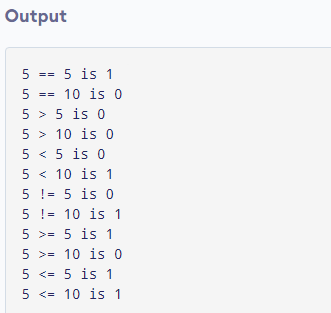 Output
5 == 5 is 1
5 == 10 is 0
5 > 5 is 0
5 > 10 is 0
5 < 5 is 0
5 < 10 is 1
5 != 5 is 0
5 != 10 is 1
5 >= 5 is 1
5 >= 10 is 0
5 <= 5 is 1
5 <= 10 is 1